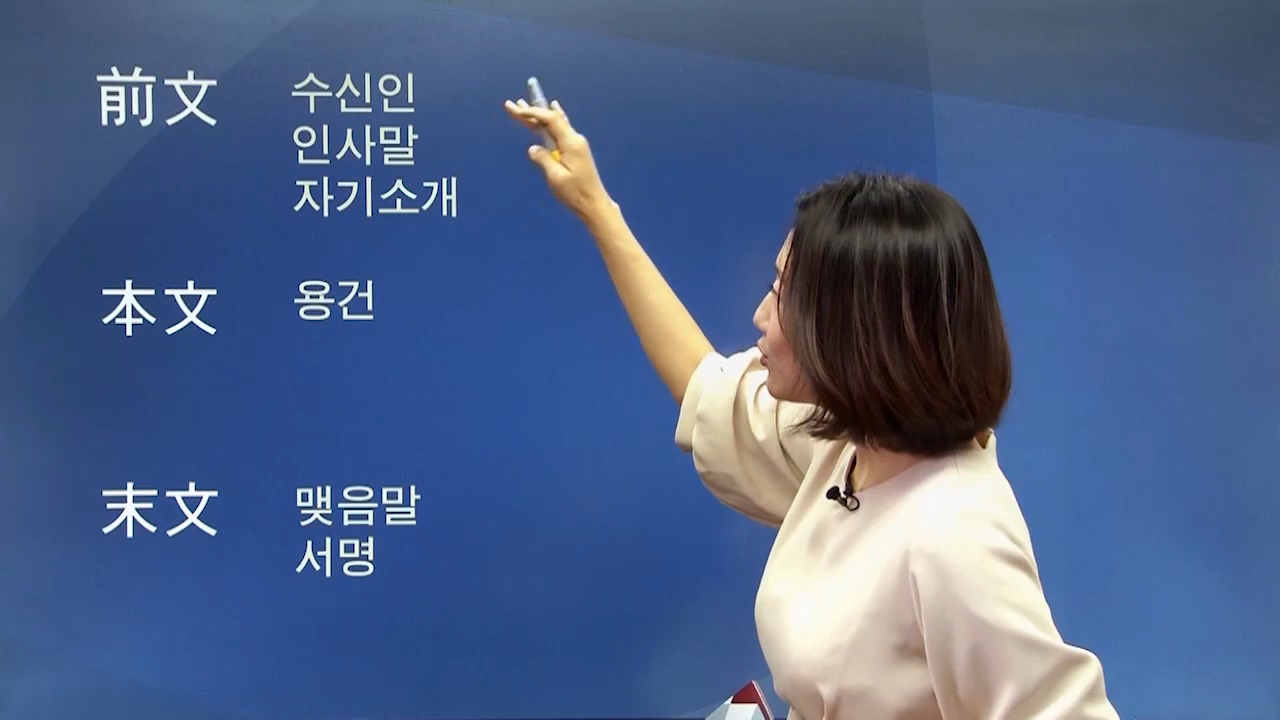 前文 수신인
인사말
자기소개
本文 용건
末文 맺음말
서명